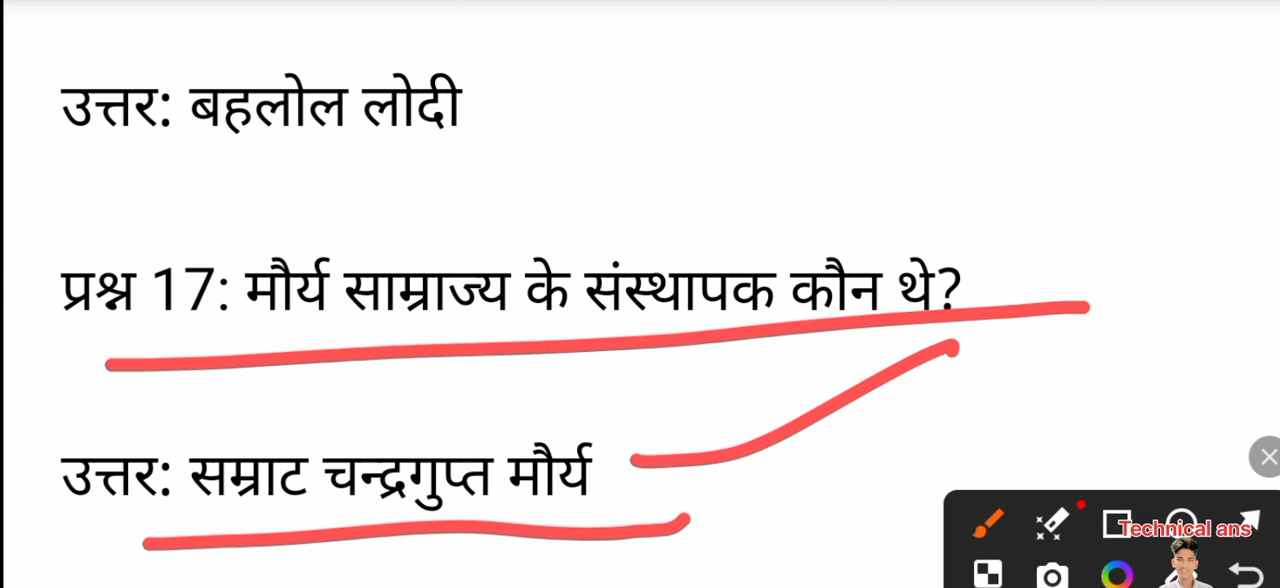 उत्तर: बहलोल लोदी
प्रश्न 17: मौर्य साम्राज्य के संस्थापक कौन थे?
उत्तर: सम्राट चन्द्रगुप्त मौर्य
Technical ans